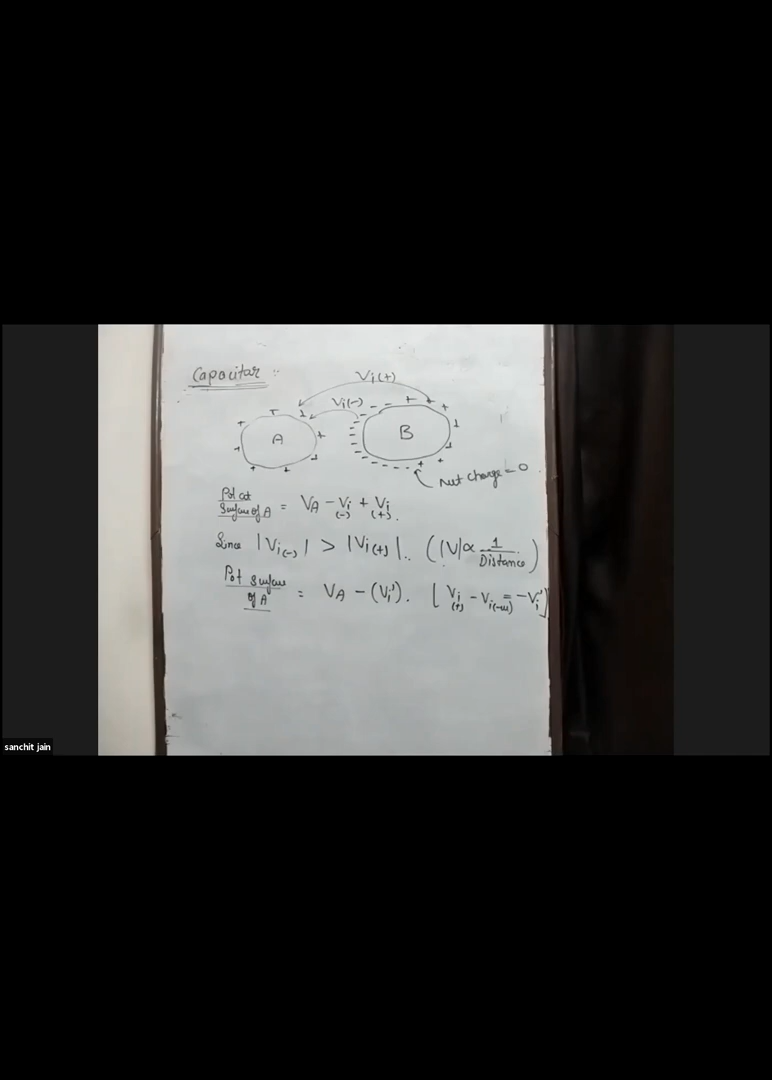 Capacitar :-
Vi(+)
Vi(-)
A
B
net charge = 0
Pot at
Surface of A = VA - Vi(-) + Vi(+).
Since |Vi(-)| > |Vi(+)|.. (|V| ∝ 1/Distance)
Pot surface
of A = VA - (Vi'). [Vi(+) - Vi(-ve) = -Vi']
sanchit jain